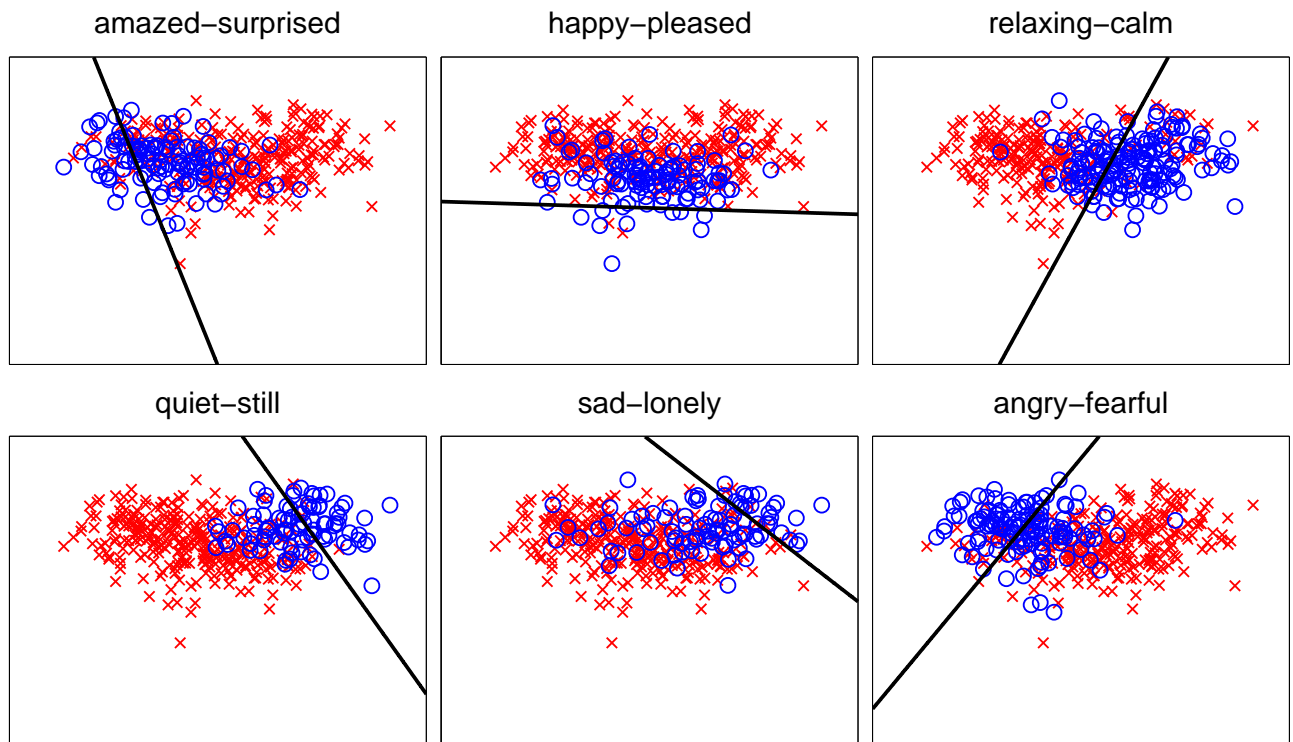 amazed−surprised
happy−pleased
relaxing−calm
quiet−still
sad−lonely
angry−fearful